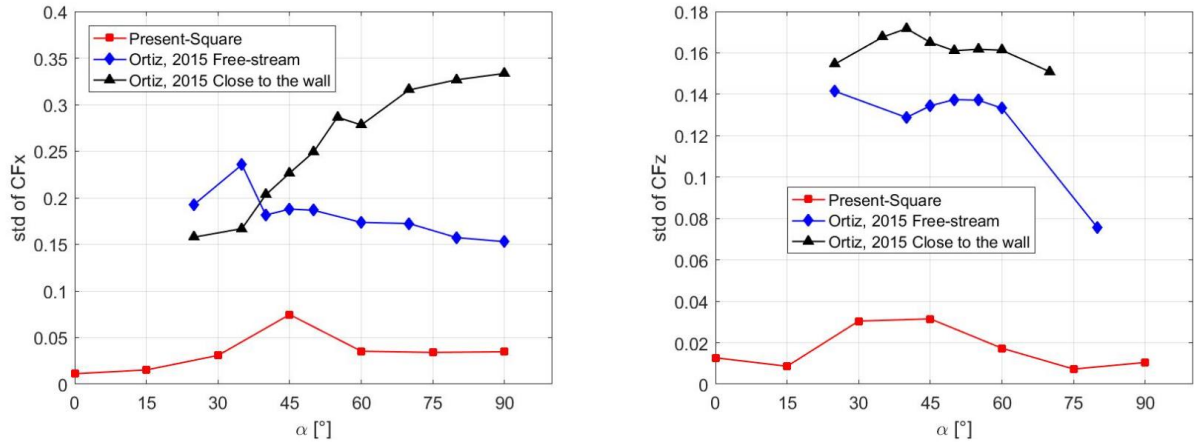 0.4
0.35
0.3
0.25
0.2
0.15
0.1
0.05
0
std of CFx
Present-Square
Ortiz, 2015 Free-stream
Ortiz, 2015 Close to the wall
0 15 30 45 60 75 90
α [°]
0.18
0.16
0.14
0.12
0.1
0.08
0.06
0.04
0.02
0
std of CFz
Present-Square
Ortiz, 2015 Free-stream
Ortiz, 2015 Close to the wall
0 15 30 45 60 75 90
α [°]